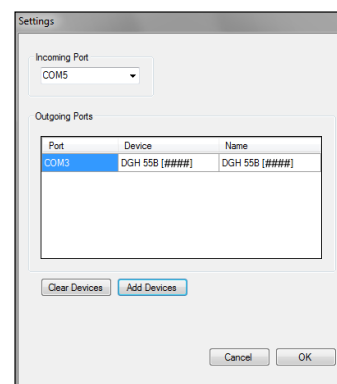 Settings
Incoming Port
COM5
Outgoing Ports
Port Device Name
COM3 DGH 55B [####] DGH 55B [####]
Clear Devices Add Devices
Cancel OK